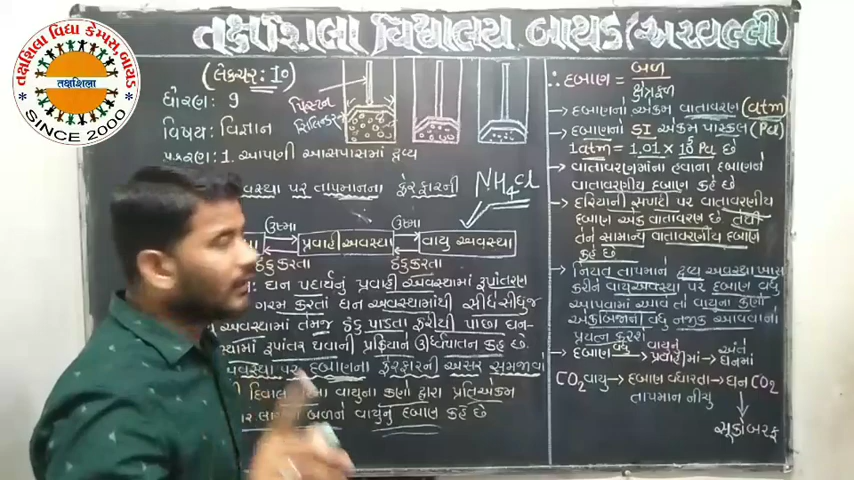 તક્ષશિલા વિદ્યાલય બાયડ/અરવલ્લી
તક્ષશિલા વિદ્યા કેમ્પસ, બાયડ
તક્ષશિલા
SINCE 2000
(લેક્ચર: 10)
ધોરણ: 9
વિષય: વિજ્ઞાન
પ્રકરણ: 1. આપણી આસપાસમાં દ્રવ્ય
પિસ્ટન
સિલિન્ડર
પર તાપમાનના ફેરફારની
NH4Cl
ઉષ્મા ઉષ્મા
પ્રવાહી અવસ્થા વાયુ અવસ્થા
ઠંડુ કરતા ઠંડુ કરતા
: ઘન પદાર્થનું પ્રવાહી અવસ્થામાં રૂપાંતરણ
ગરમ કરતાં ઘન અવસ્થામાંથી સીધેસીધું જ
અવસ્થામાં તેમજ ઠંડુ પાડતા ફરીથી પાછા ઘન-
રૂપાંતર થવાની પ્રક્રિયાને ઊર્ધ્વપાતન કહે છે.
પર દબાણના ફેરફારની અસર સમજાવો
દિવાલ વાયુના કણો દ્વારા પ્રતિએકમ
બળને વાયુનું દબાણ કહે છે
∴ દબાણ = બળ
ક્ષેત્રફળ
→ દબાણનો એકમ વાતાવરણ (atm)
→ દબાણનો SI એકમ પાસ્કલ (Pa)
1 atm = 1.01 × 10⁵ Pa છે
→ વાતાવરણમાંના હવાના દબાણને
વાતાવરણીય દબાણ કહે છે
→ દરિયાની સપાટી પર વાતાવરણીય
દબાણ એક વાતાવરણ છે તેથી
તેને સામાન્ય વાતાવરણીય દબાણ
કહે છે
→ નિયત તાપમાને દ્રવ્ય અવસ્થા ખાસ
કરીને વાયુઅવસ્થા પર દબાણ વધુ
આપવામાં આવે તો વાયુના કણો
એકબીજાની વધુ નજીક આવવાનો
પ્રયત્ન કરશે
→ દબાણ વધુ → વાયુનું પ્રવાહીમાં → અંતે ઘનમાં
CO2 વાયુ → દબાણ વધારતા → ઘન CO2
તાપમાન નીચુ
સૂકો બરફ